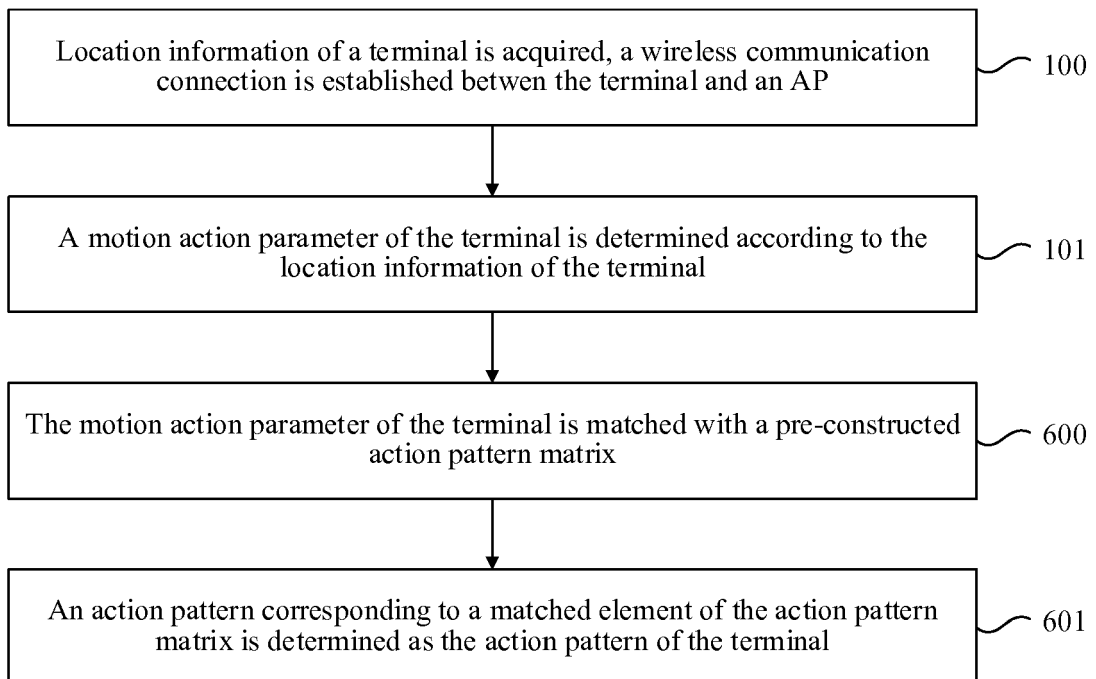 Location information of a terminal is acquired, a wireless communication
connection is established betwen the terminal and an AP
100
A motion action parameter of the terminal is determined according to the
location information of the terminal
101
The motion action parameter of the terminal is matched with a pre-constructed
action pattern matrix
600
An action pattern corresponding to a matched element of the action pattern
matrix is determined as the action pattern of the terminal
601